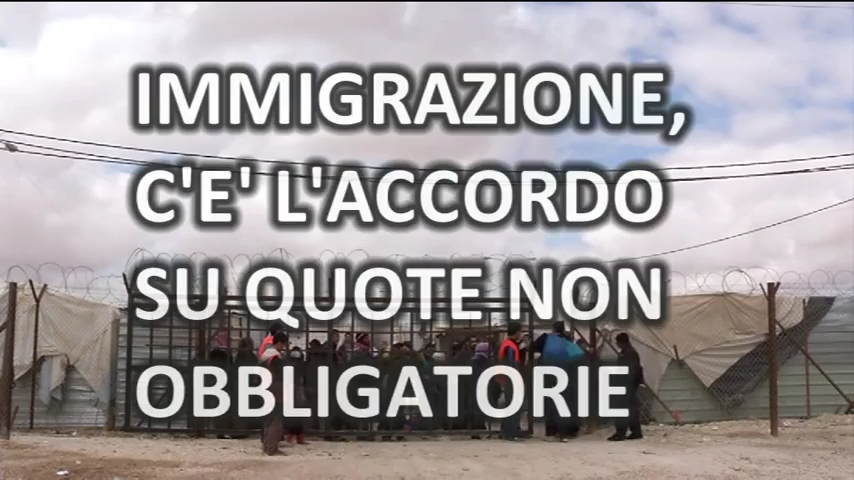 IMMIGRAZIONE,
C'E' L'ACCORDO
SU QUOTE NON
OBBLIGATORIE